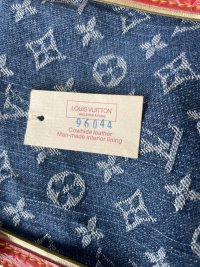 LOUIS VUITTON
96044
Cowhide leather
Man-made interior lining